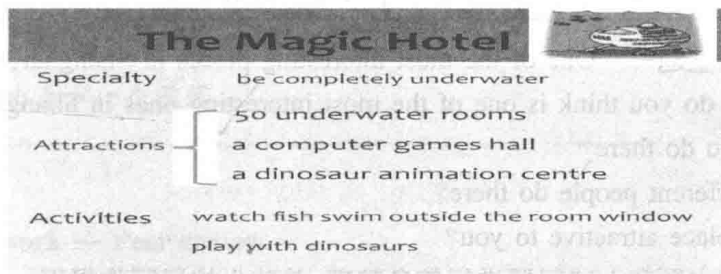 The Magic Hotel
Specialty be completely underwater
50 underwater rooms
Attractions a computer games hall
a dinosaur animation centre
Activities watch fish swim outside the room window
play with dinosaurs